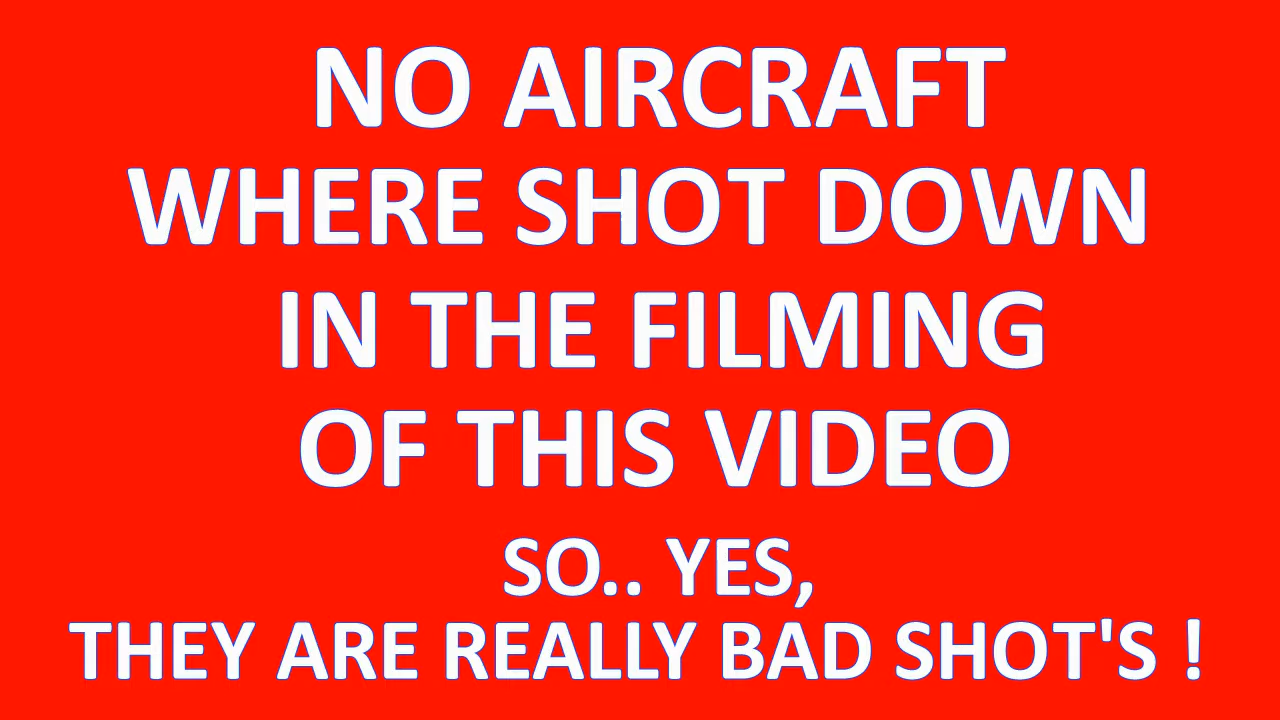 NO AIRCRAFT
WHERE SHOT DOWN
IN THE FILMING
OF THIS VIDEO
SO.. YES,
THEY ARE REALLY BAD SHOT'S !